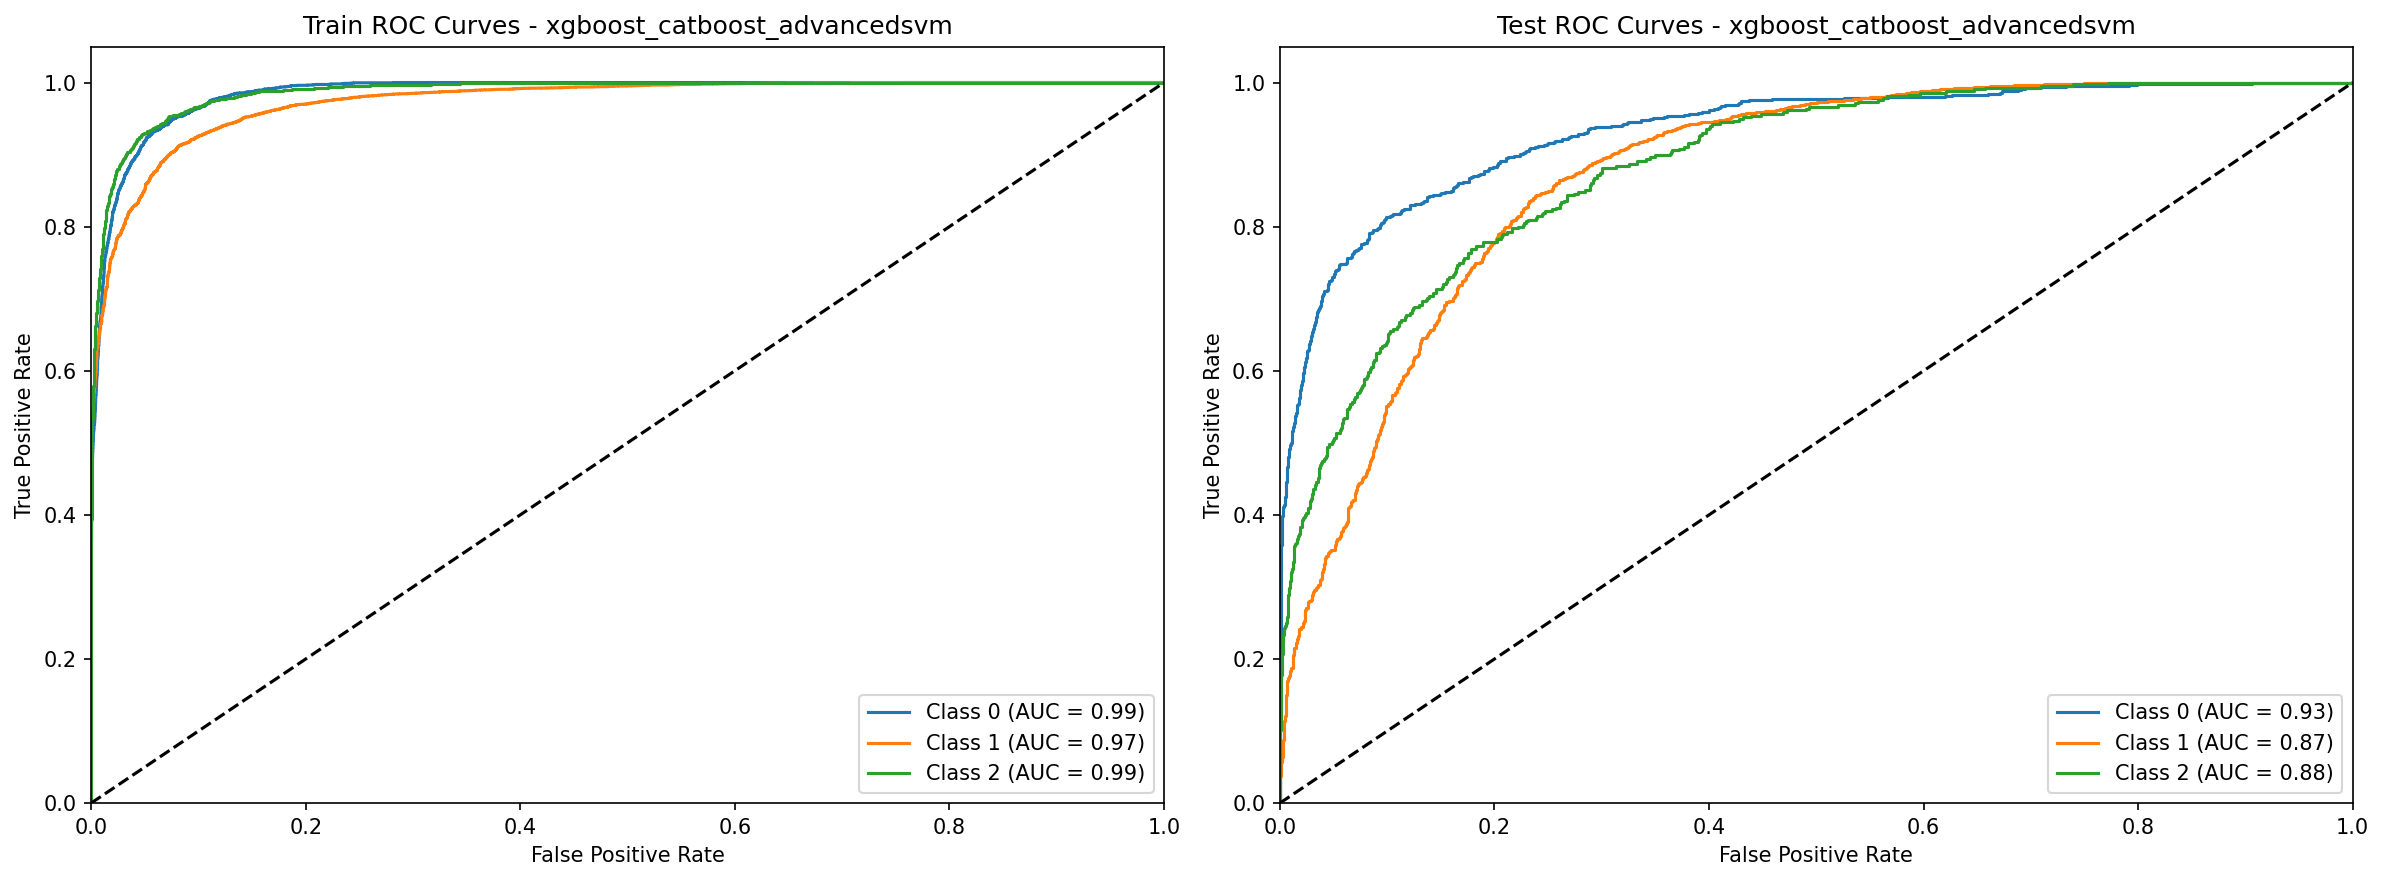 Train ROC Curves - xgboost_catboost_advancedsvm
True Positive Rate
1.0
0.8
0.6
0.4
0.2
0.0
0.0 0.2 0.4 0.6 0.8 1.0
False Positive Rate
Class 0 (AUC = 0.99)
Class 1 (AUC = 0.97)
Class 2 (AUC = 0.99)
Test ROC Curves - xgboost_catboost_advancedsvm
True Positive Rate
1.0
0.8
0.6
0.4
0.2
0.0
0.0 0.2 0.4 0.6 0.8 1.0
False Positive Rate
Class 0 (AUC = 0.93)
Class 1 (AUC = 0.87)
Class 2 (AUC = 0.88)